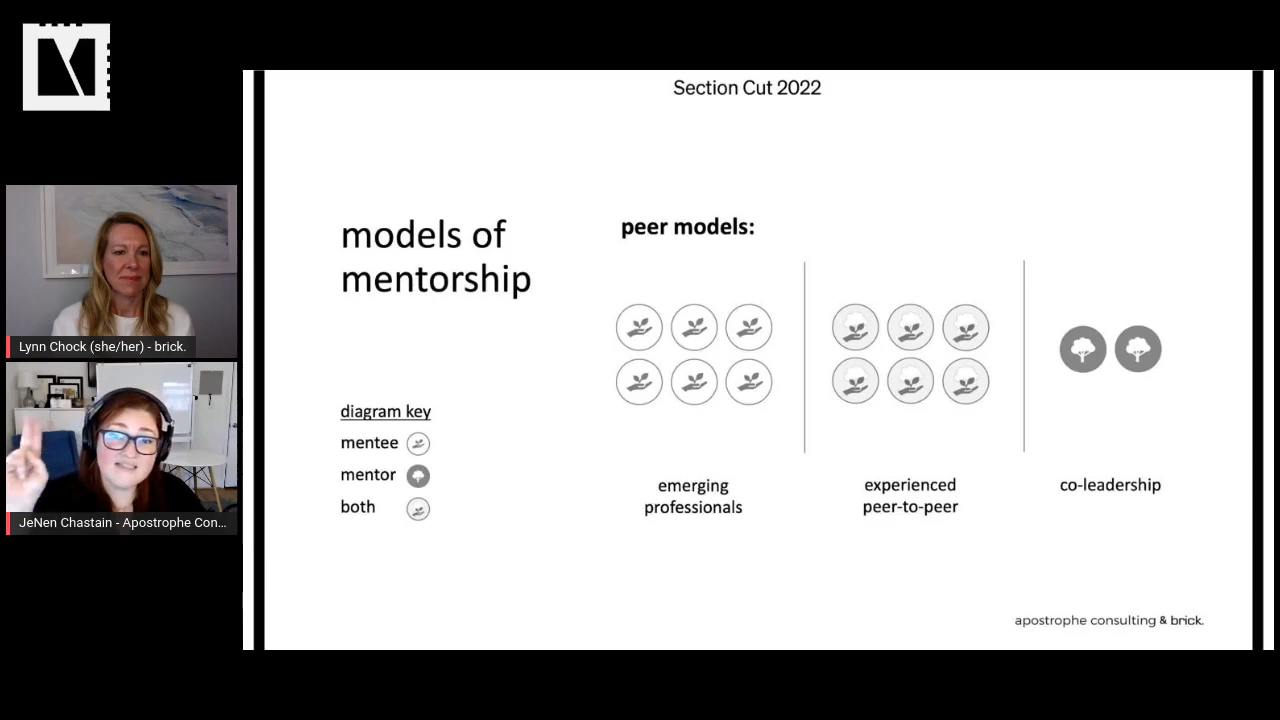 Section Cut 2022
models of
mentorship
peer models:
diagram key
mentee
mentor
both
emerging
professionals
experienced
peer-to-peer
co-leadership
apostrophe consulting & brick.
Lynn Chock (she/her) - brick.
JeNen Chastain - Apostrophe Con...